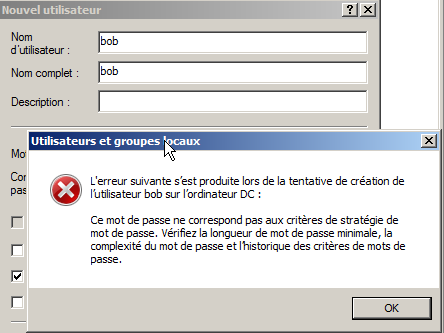 Nouvel utilisateur
Nom
d'utilisateur :
bob
Nom complet :
bob
Description :
Utilisateurs et groupes locaux
L'erreur suivante s'est produite lors de la tentative de création de
l'utilisateur bob sur l'ordinateur DC :
Ce mot de passe ne correspond pas aux critères de stratégie de
mot de passe. Vérifiez la longueur de mot de passe minimale, la
complexité du mot de passe et l'historique des critères de mots de
passe.
OK